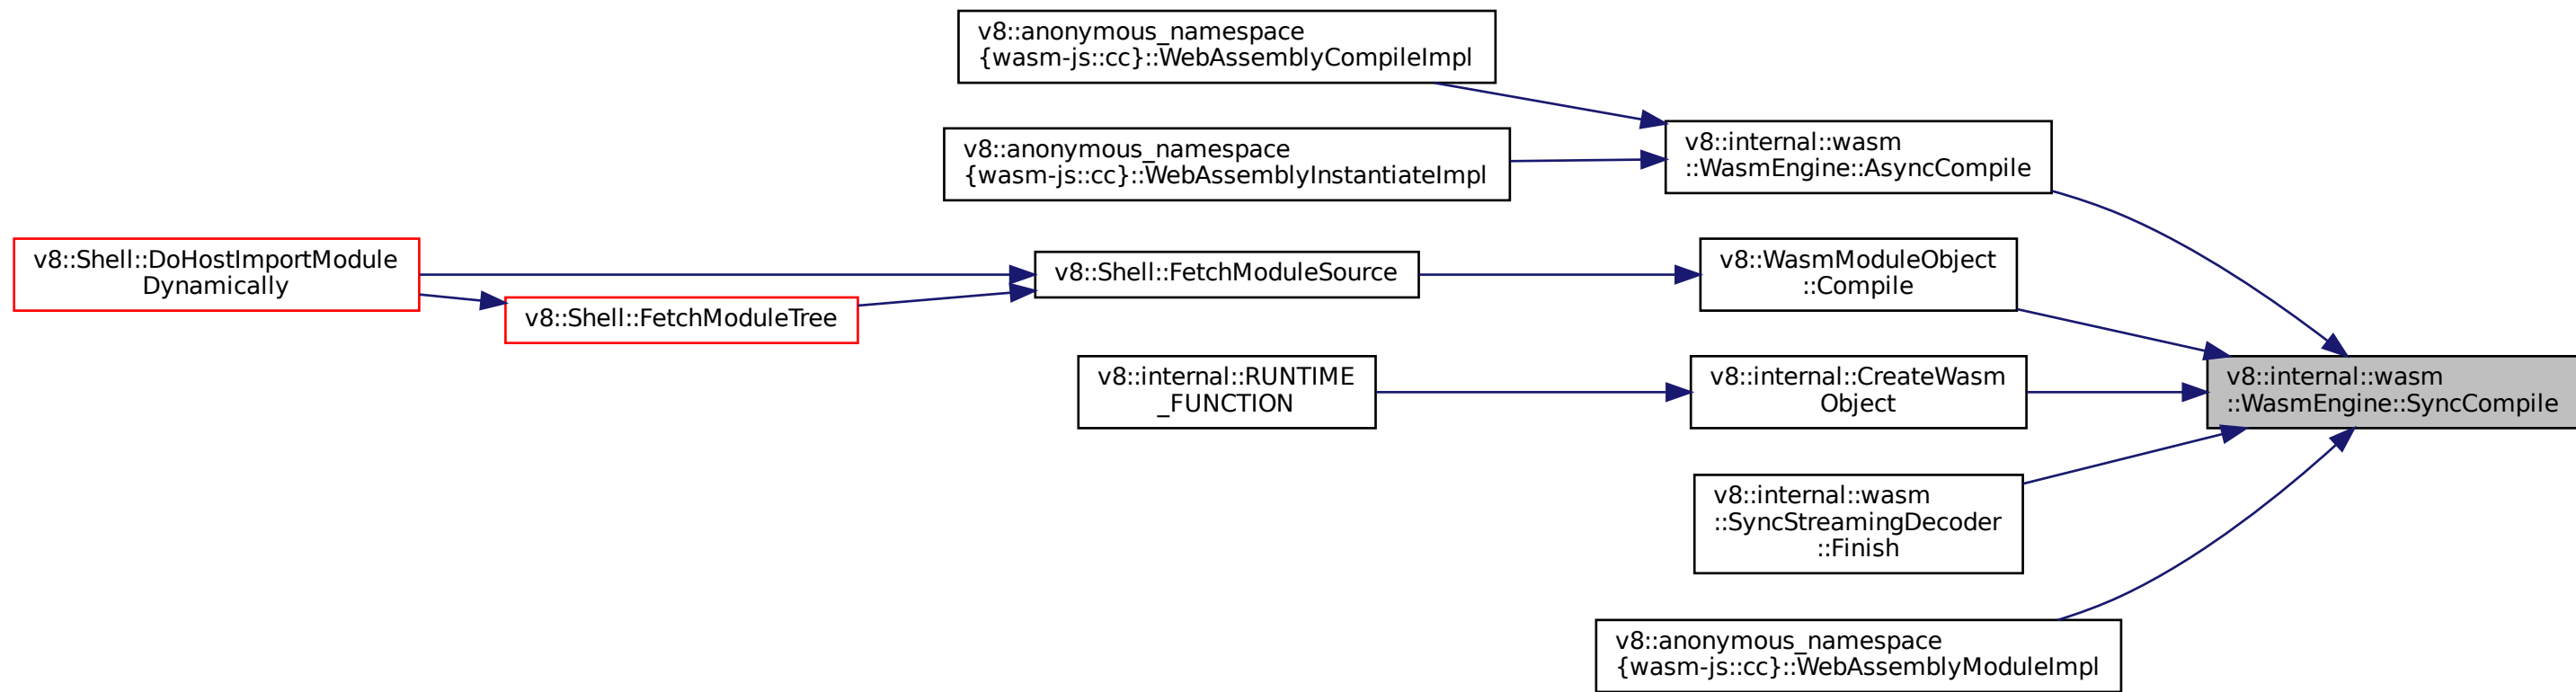 v8::anonymous_namespace
{wasm-js::cc}::WebAssemblyCompileImpl
v8::anonymous_namespace
{wasm-js::cc}::WebAssemblyInstantiateImpl
v8::internal::wasm
::WasmEngine::AsyncCompile
v8::Shell::DoHostImportModule
Dynamically
v8::Shell::FetchModuleTree
v8::Shell::FetchModuleSource
v8::WasmModuleObject
::Compile
v8::internal::RUNTIME
_FUNCTION
v8::internal::CreateWasm
Object
v8::internal::wasm
::WasmEngine::SyncCompile
v8::internal::wasm
::SyncStreamingDecoder
::Finish
v8::anonymous_namespace
{wasm-js::cc}::WebAssemblyModuleImpl